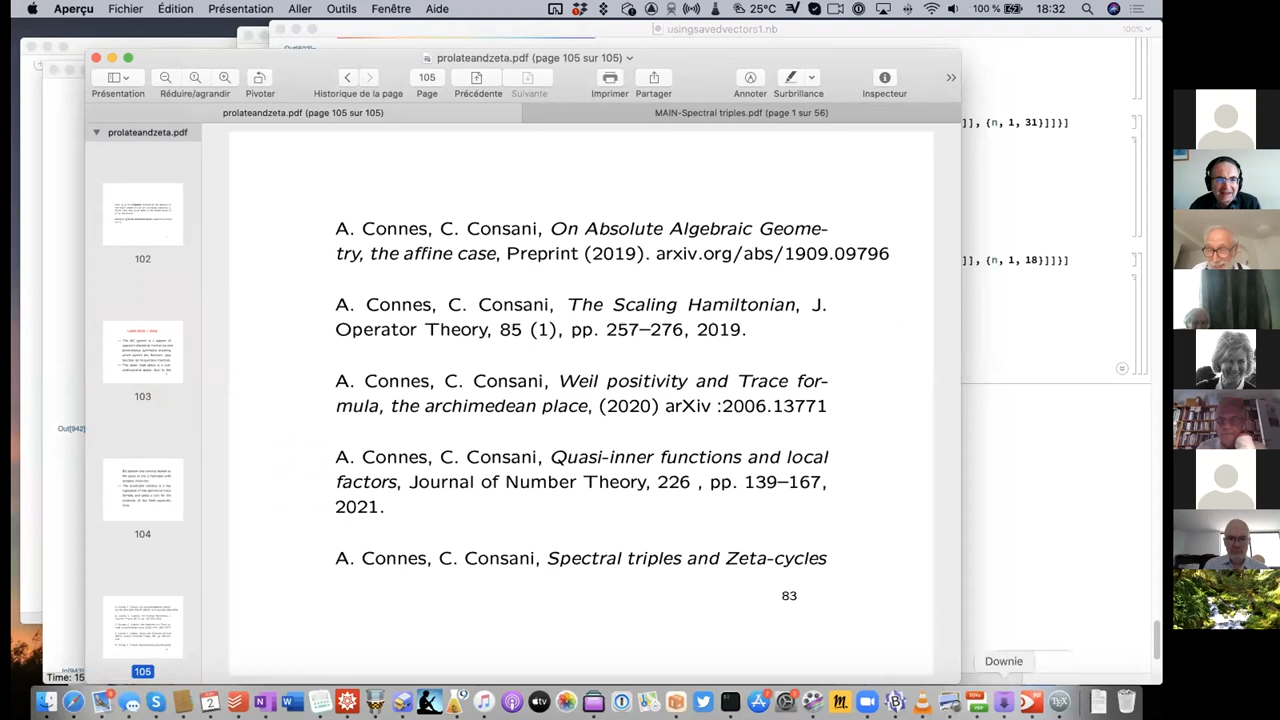 Aperçu Fichier Édition Présentation Aller Outils Fenêtre Aide 25°C 100 % 18:32
usingsavedvectors1.nb 100%
prolateandzeta.pdf (page 105 sur 105)
105
Présentation Réduire/agrandir Pivoter Historique de la page Page Précédente Suivante Imprimer Partager Annoter Surbrillance Inspecteur
prolateandzeta.pdf (page 105 sur 105) MAIN-Spectral triples.pdf (page 1 sur 56)
prolateandzeta.pdf
]], {n, 1, 31}]]}]
]], {n, 1, 18}]]}]
102
103
104
105
Out[942]
Time: 15
A. Connes, C. Consani, On Absolute Algebraic Geome-
try, the affine case, Preprint (2019). arxiv.org/abs/1909.09796
A. Connes, C. Consani, The Scaling Hamiltonian, J.
Operator Theory, 85 (1), pp. 257–276, 2019.
A. Connes, C. Consani, Weil positivity and Trace for-
mula, the archimedean place, (2020) arXiv :2006.13771
A. Connes, C. Consani, Quasi-inner functions and local
factors, Journal of Number Theory, 226 , pp. 139–167,
2021.
A. Connes, C. Consani, Spectral triples and Zeta-cycles
83
Downie